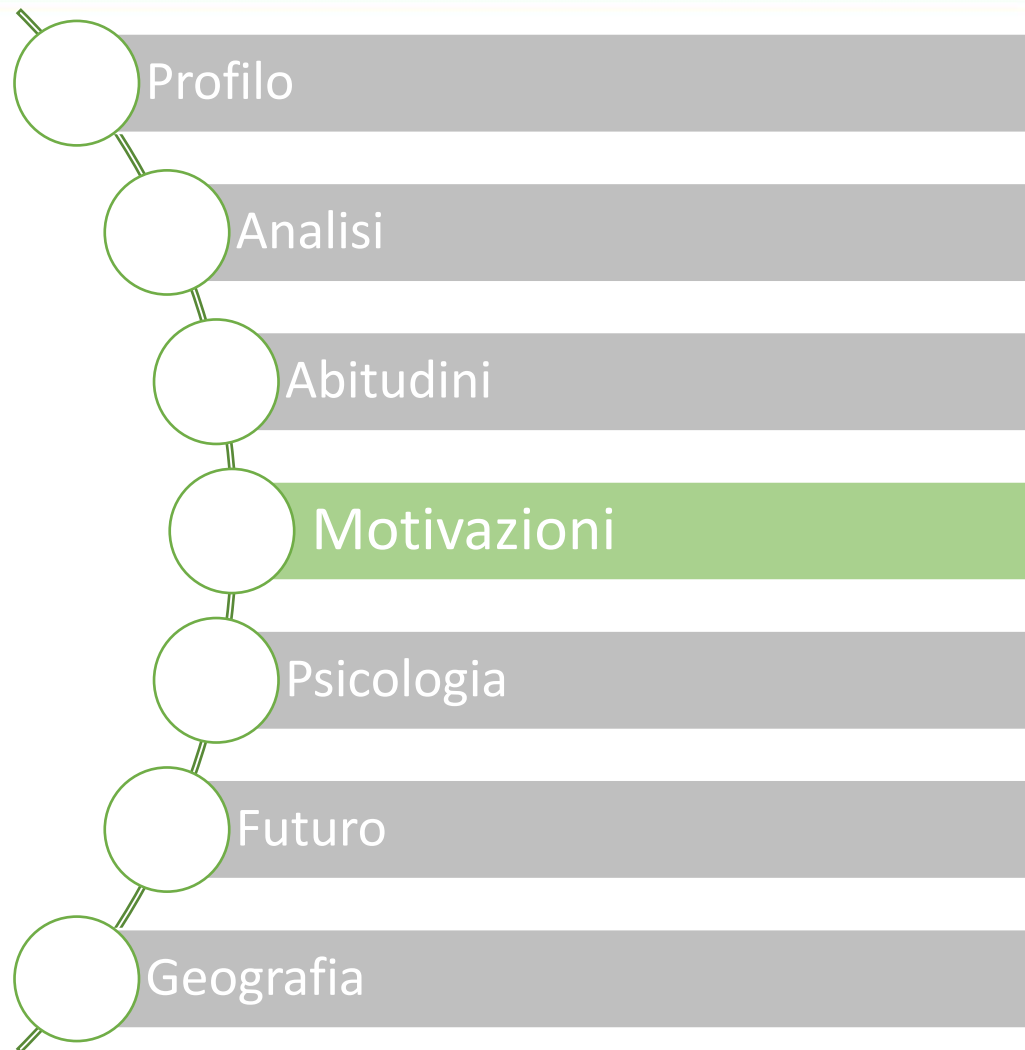 Profilo
Analisi
Abitudini
Motivazioni
Psicologia
Futuro
Geografia